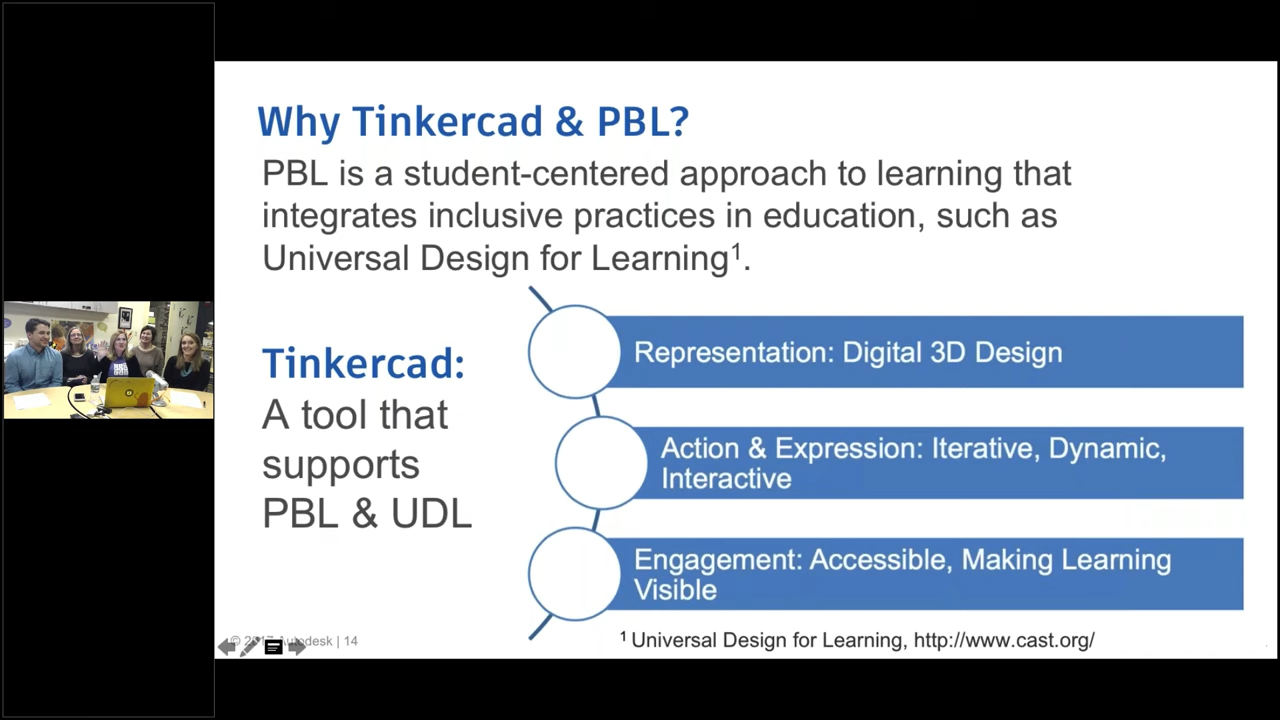 Why Tinkercad & PBL?
PBL is a student-centered approach to learning that
integrates inclusive practices in education, such as
Universal Design for Learning¹.
Tinkercad:
A tool that
supports
PBL & UDL
Representation: Digital 3D Design
Action & Expression: Iterative, Dynamic,
Interactive
Engagement: Accessible, Making Learning
Visible
© 2017 Autodesk | 14
¹ Universal Design for Learning, http://www.cast.org/